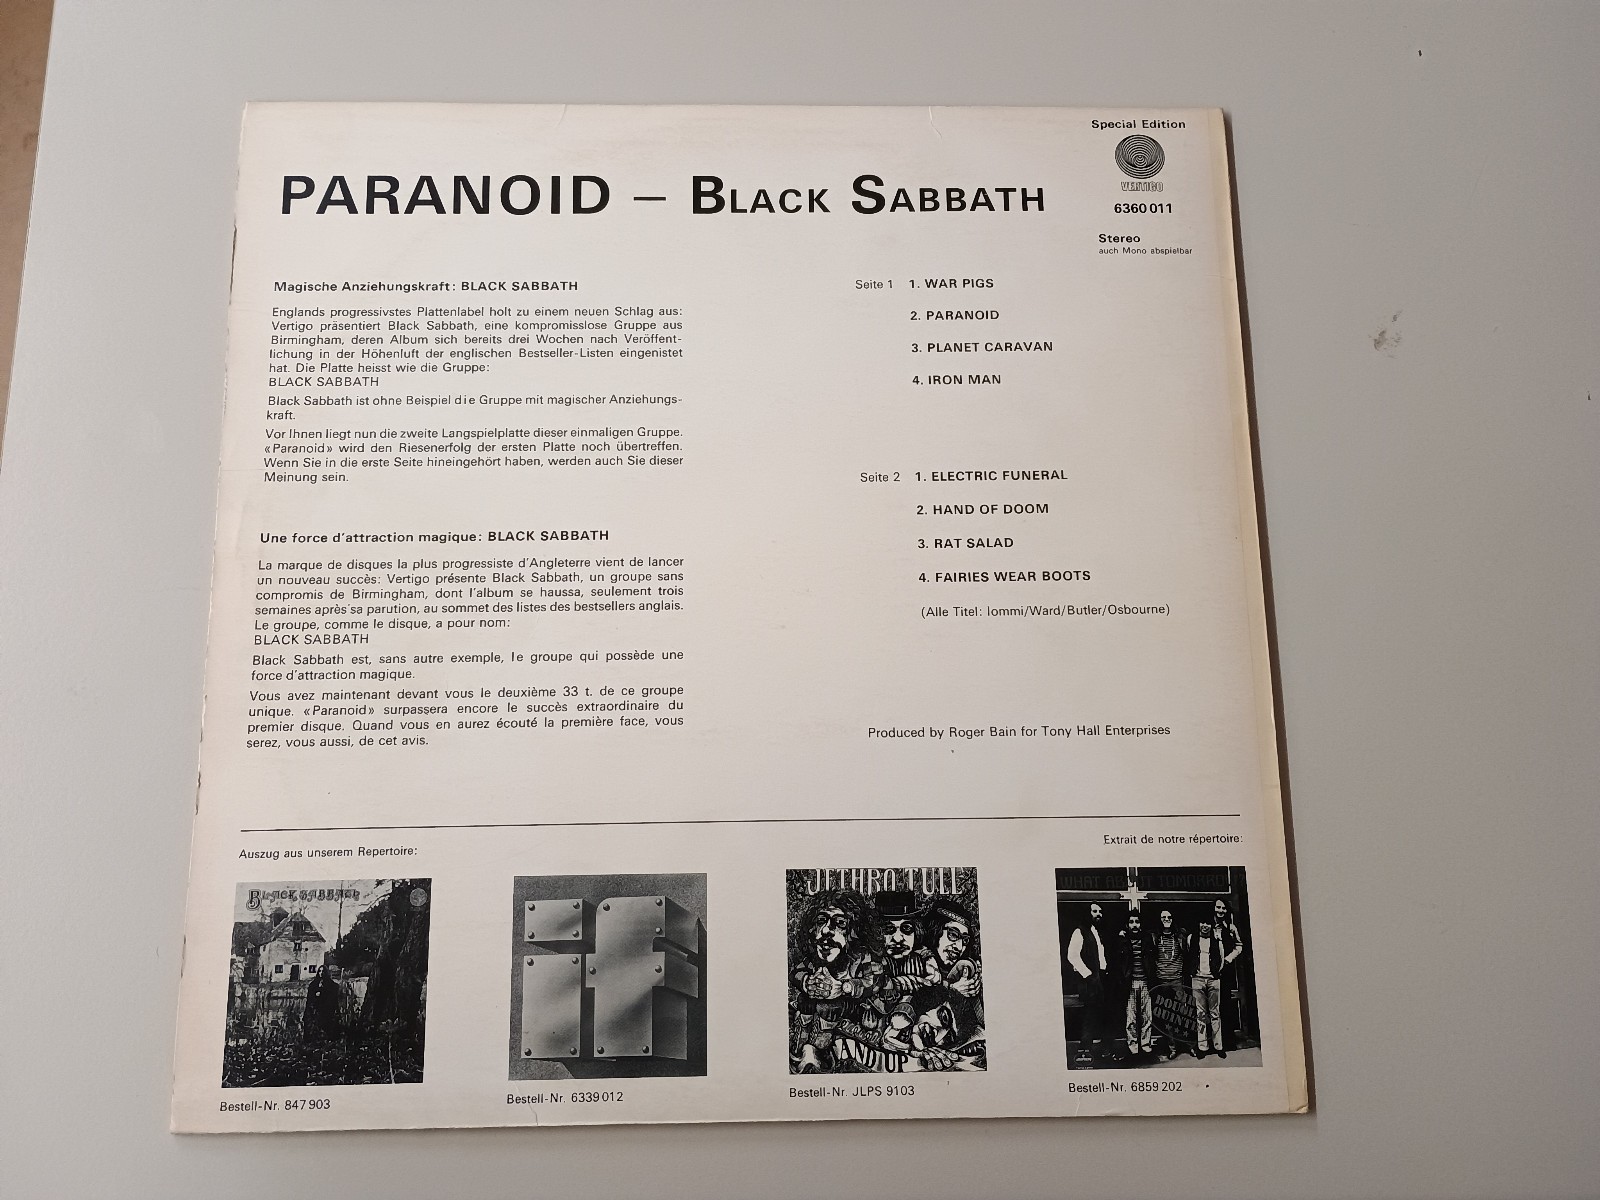 Special Edition
VERTIGO
6360 011
Stereo
auch Mono abspielbar
PARANOID – BLACK SABBATH
Magische Anziehungskraft: BLACK SABBATH
Englands progressivstes Plattenlabel holt zu einem neuen Schlag aus:
Vertigo präsentiert Black Sabbath, eine kompromisslose Gruppe aus
Birmingham, deren Album sich bereits drei Wochen nach Veröffent-
lichung in der Höhenluft der englischen Bestseller-Listen eingenistet
hat. Die Platte heisst wie die Gruppe:
BLACK SABBATH
Black Sabbath ist ohne Beispiel die Gruppe mit magischer Anziehungs-
kraft.
Vor Ihnen liegt nun die zweite Langspielplatte dieser einmaligen Gruppe.
«Paranoid» wird den Riesenerfolg der ersten Platte noch übertreffen.
Wenn Sie in die erste Seite hineingehört haben, werden auch Sie dieser
Meinung sein.
Une force d'attraction magique: BLACK SABBATH
La marque de disques la plus progressiste d'Angleterre vient de lancer
un nouveau succès: Vertigo présente Black Sabbath, un groupe sans
compromis de Birmingham, dont l'album se haussa, seulement trois
semaines après sa parution, au sommet des listes des bestsellers anglais.
Le groupe, comme le disque, a pour nom:
BLACK SABBATH
Black Sabbath est, sans autre exemple, le groupe qui possède une
force d'attraction magique.
Vous avez maintenant devant vous le deuxième 33 t. de ce groupe
unique. «Paranoid» surpassera encore le succès extraordinaire du
premier disque. Quand vous en aurez écouté la première face, vous
serez, vous aussi, de cet avis.
Seite 1 1. WAR PIGS
2. PARANOID
3. PLANET CARAVAN
4. IRON MAN
Seite 2 1. ELECTRIC FUNERAL
2. HAND OF DOOM
3. RAT SALAD
4. FAIRIES WEAR BOOTS
(Alle Titel: Iommi/Ward/Butler/Osbourne)
Produced by Roger Bain for Tony Hall Enterprises
Auszug aus unserem Repertoire:
Extrait de notre répertoire:
BLACK SABBATH
if
JETHRO TULL
STAND UP
WHAT ABOUT TOMORROW
Bestell-Nr. 847 903
Bestell-Nr. 6339 012
Bestell-Nr. JLPS 9103
Bestell-Nr. 6859 202